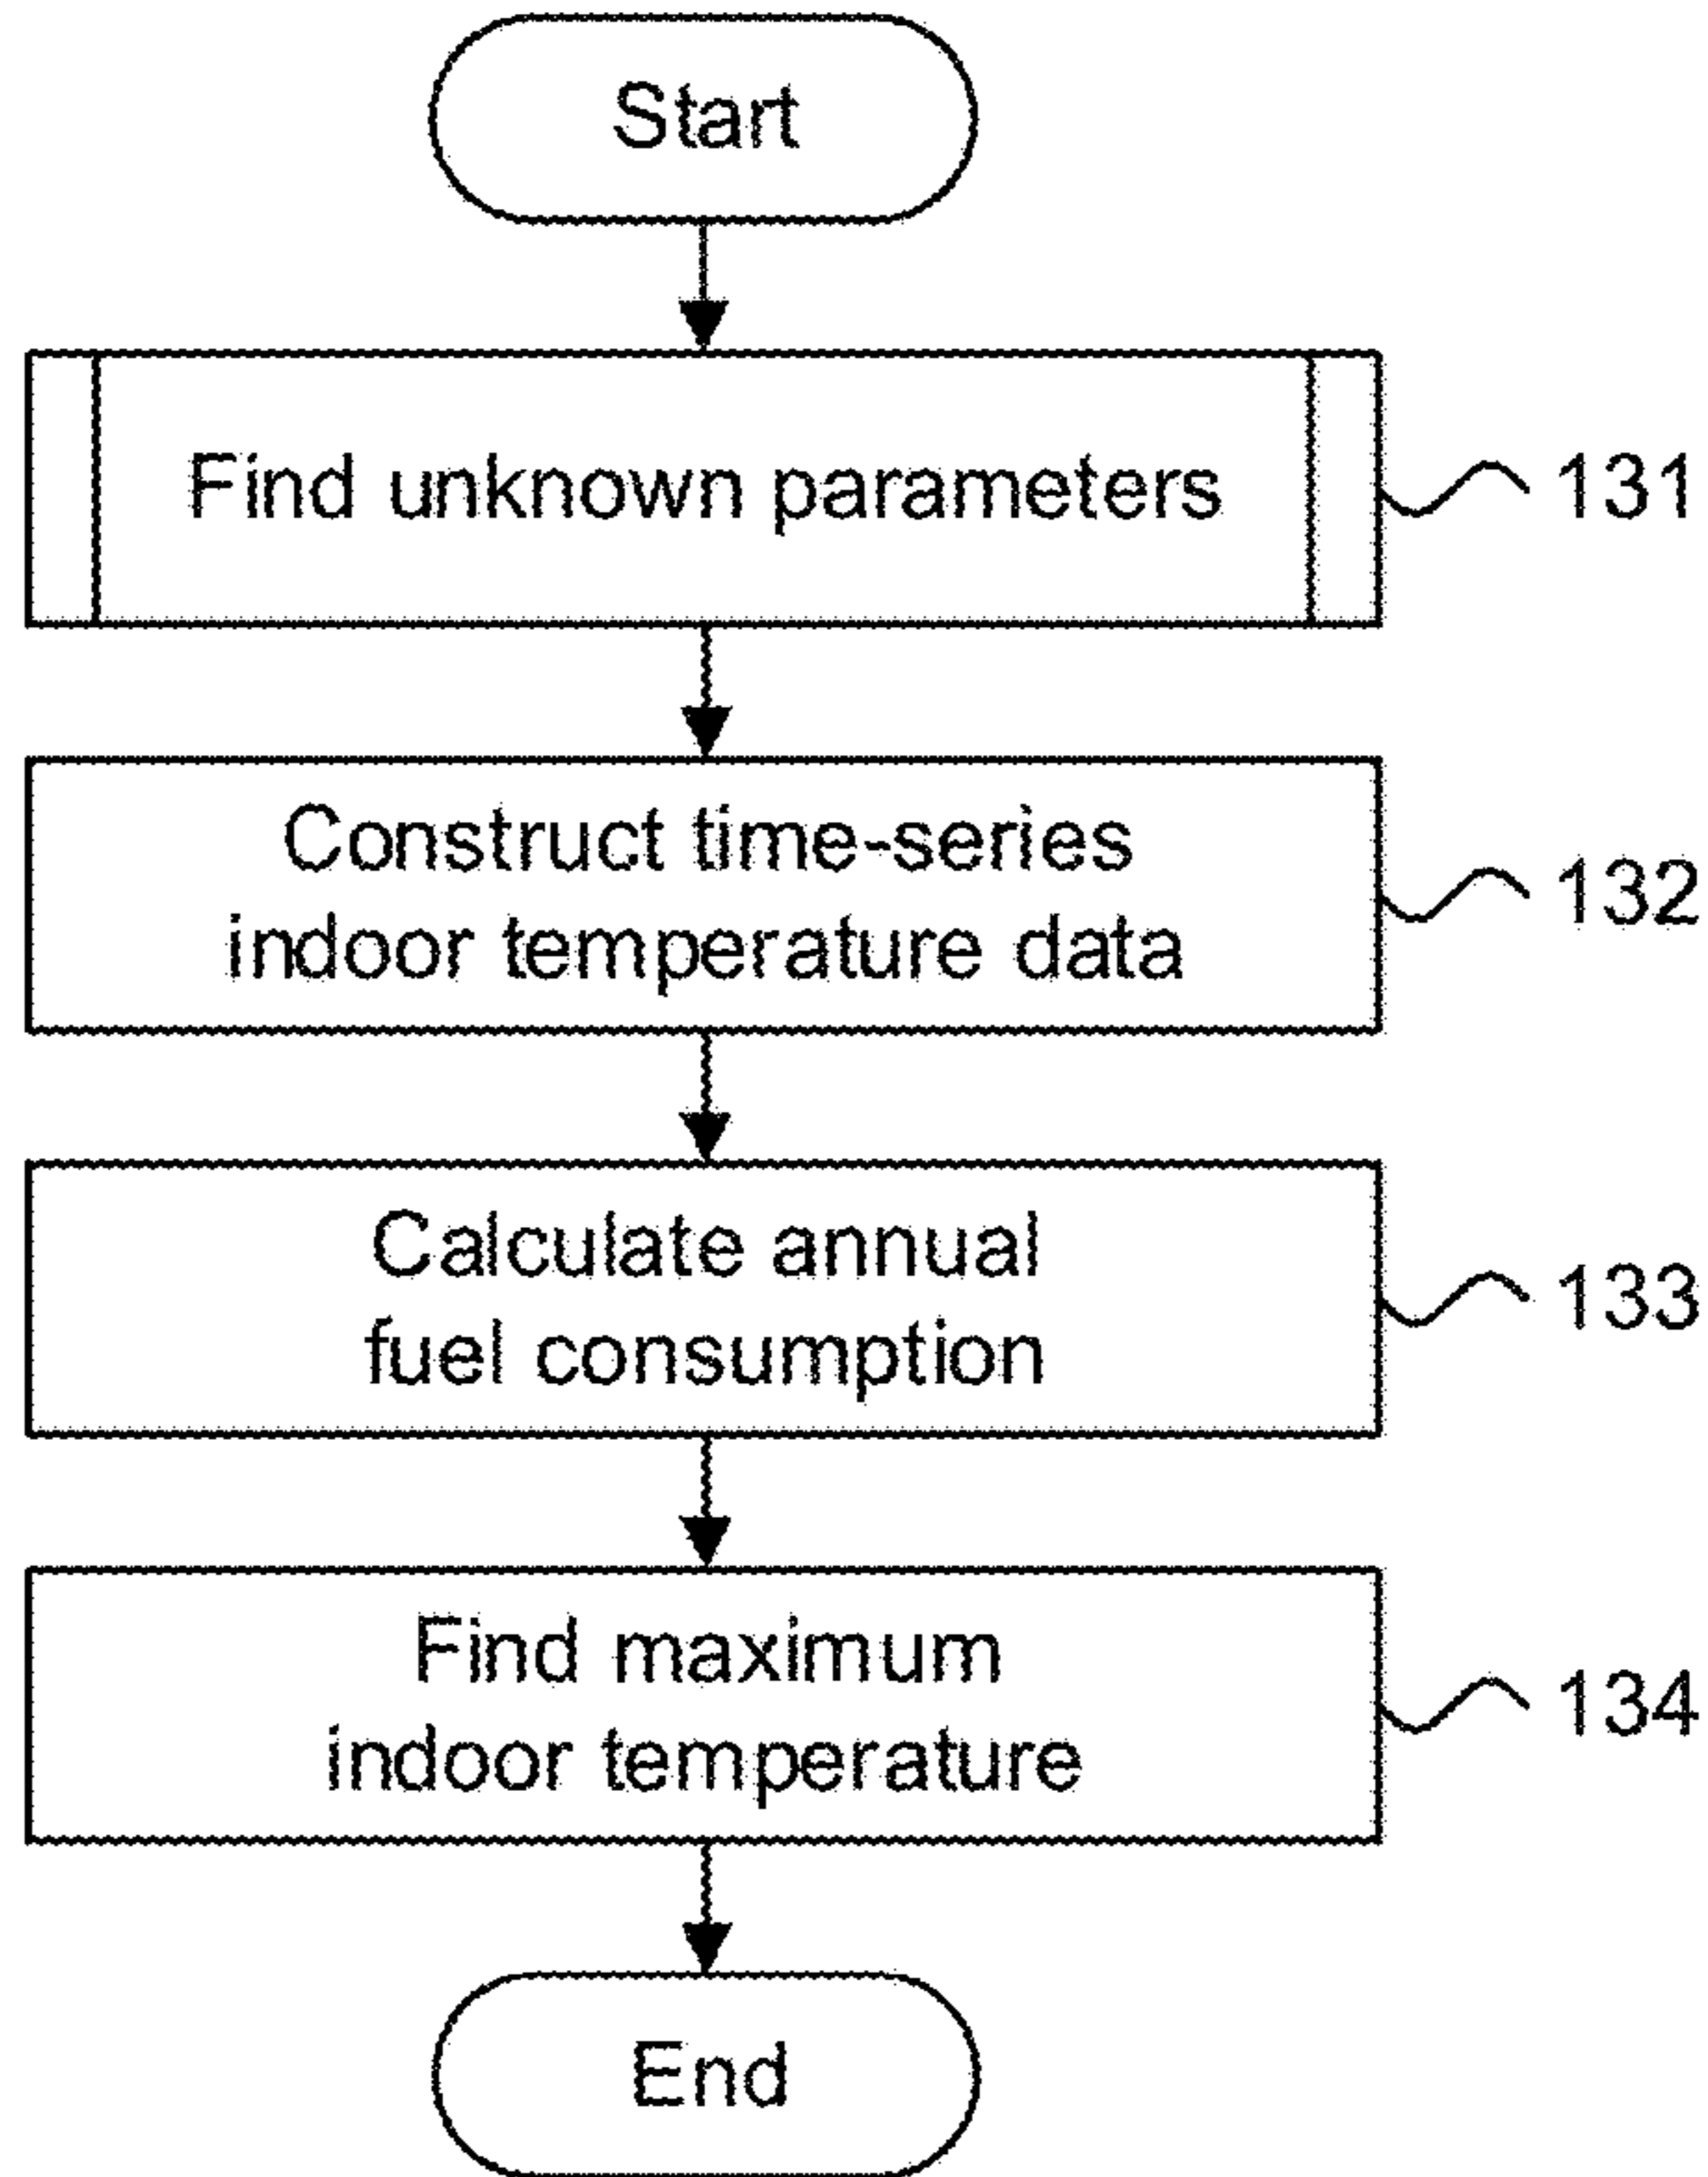 Start
Find unknown parameters
131
Construct time-series
indoor temperature data
132
Calculate annual
fuel consumption
133
Find maximum
indoor temperature
134
End